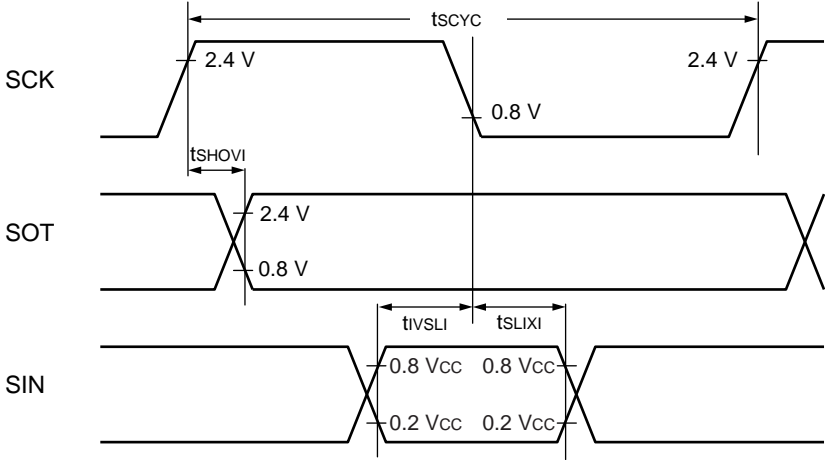 tSCYC
SCK
2.4 V
2.4 V
0.8 V
tSHOVI
SOT
2.4 V
0.8 V
tIVSLI
tSLIXI
SIN
0.8 VCC
0.8 VCC
0.2 VCC
0.2 VCC